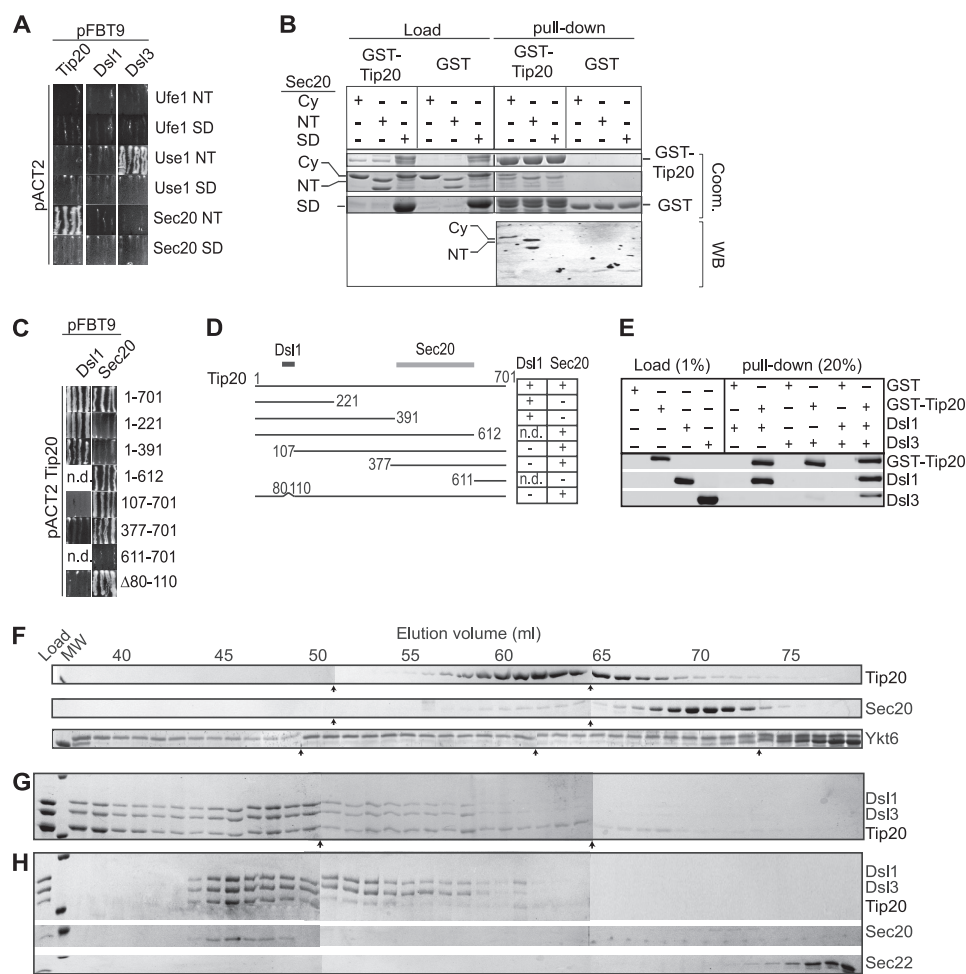 A
pFBT9
Tip20 Dsl1 Dsl3
pACT2
Ufe1 NT
Ufe1 SD
Use1 NT
Use1 SD
Sec20 NT
Sec20 SD
B
Load pull-down
GST-Tip20 GST GST-Tip20 GST
Sec20
Cy + - - + - - + - - + - -
NT - + - - + - - + - - + -
SD - - + - - + - - + - - +
Cy
NT
SD
GST-Tip20
GST
Coom.
Cy
NT
WB
C
pFBT9
Dsl1 Sec20
pACT2 Tip20
1-701
1-221
1-391
n.d. 1-612
107-701
377-701
n.d. 611-701
Δ80-110
D
Dsl1 Sec20 Dsl1 Sec20
Tip20 1 701 + +
221 + -
391 + -
612 n.d. +
107 - +
377 - +
611 n.d. -
80 110 - +
E
Load (1%) pull-down (20%)
+ - - - + - + - + - GST
- + - - - + - + - + GST-Tip20
- - + - + + - - + + Dsl1
- - - + - - + + + + Dsl3
GST-Tip20
Dsl1
Dsl3
F
Load MW
Elution volume (ml)
40 45 50 55 60 65 70 75
Tip20
Sec20
Ykt6
G
Dsl1
Dsl3
Tip20
H
Dsl1
Dsl3
Tip20
Sec20
Sec22